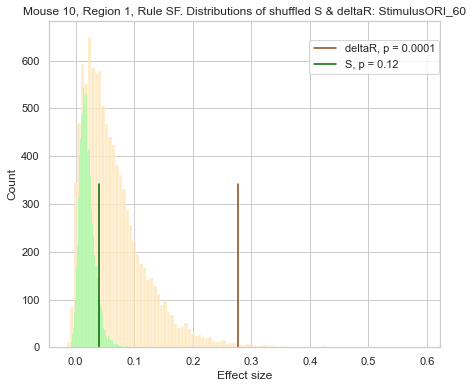 Mouse 10, Region 1, Rule SF. Distributions of shuffled S & deltaR: StimulusORI_60
deltaR, p = 0.0001
S, p = 0.12
600
500
400
300
200
100
0
Count
0.0 0.1 0.2 0.3 0.4 0.5 0.6
Effect size